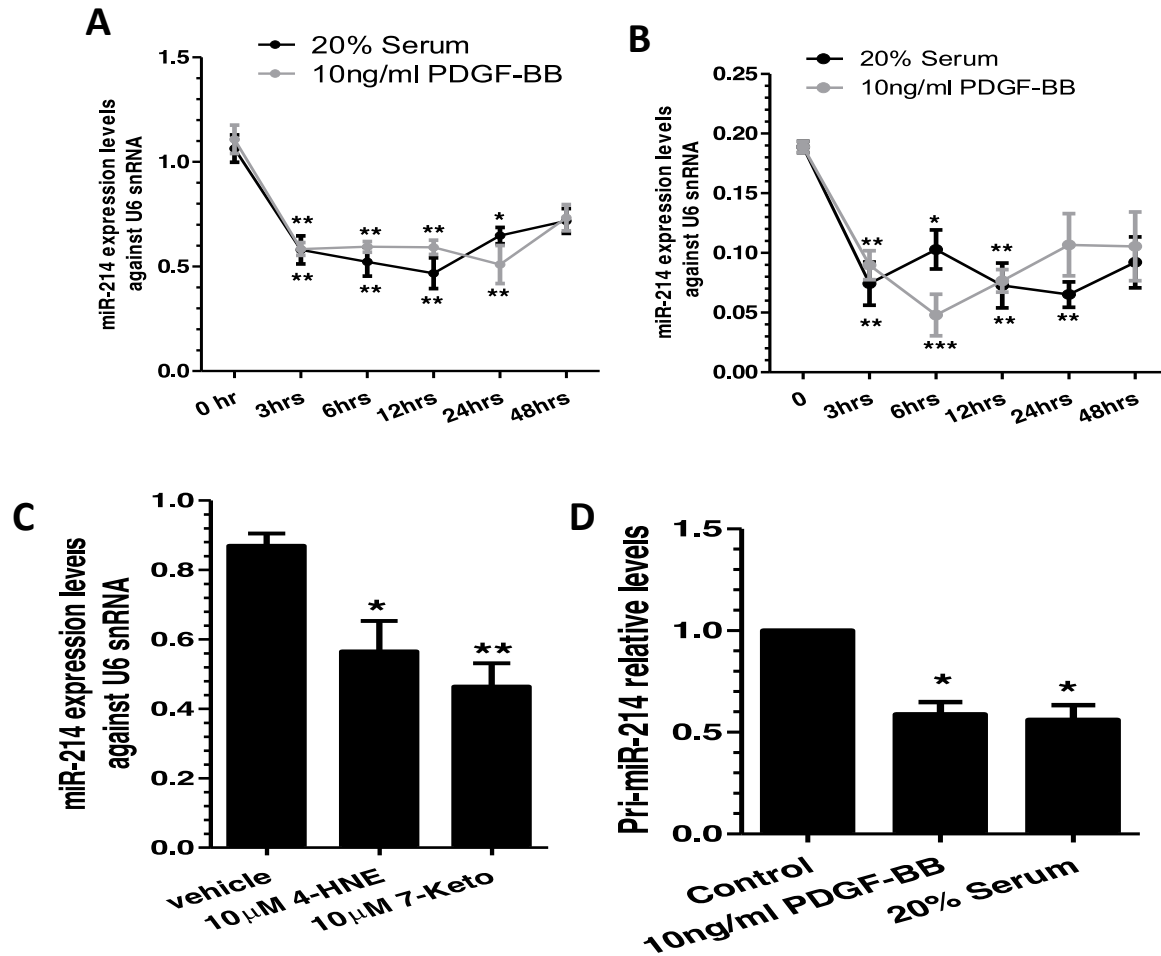 A
20% Serum
10ng/ml PDGF-BB
miR-214 expression levels
against U6 snRNA
1.5
1.0
0.5
0.0
** ** ** *
** ** ** **
0 hr 3hrs 6hrs 12hrs 24hrs 48hrs
B
20% Serum
10ng/ml PDGF-BB
miR-214 expression levels
against U6 snRNA
0.25
0.20
0.15
0.10
0.05
0.00
** * **
** *** ** **
0 3hrs 6hrs 12hrs 24hrs 48hrs
C
miR-214 expression levels
against U6 snRNA
1.0
0.8
0.6
0.4
0.2
0.0
* **
vehicle 10μM 4-HNE 10μM 7-Keto
D
Pri-miR-214 relative levels
1.5
1.0
0.5
0.0
* *
Control 10ng/ml PDGF-BB 20% Serum